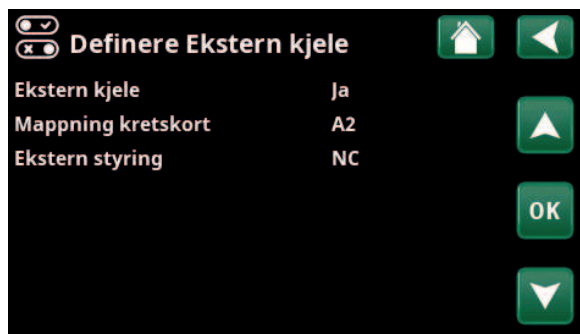 Definere Ekstern kjele
Ekstern kjele Ja
Mappning kretskort A2
Ekstern styring NC
OK